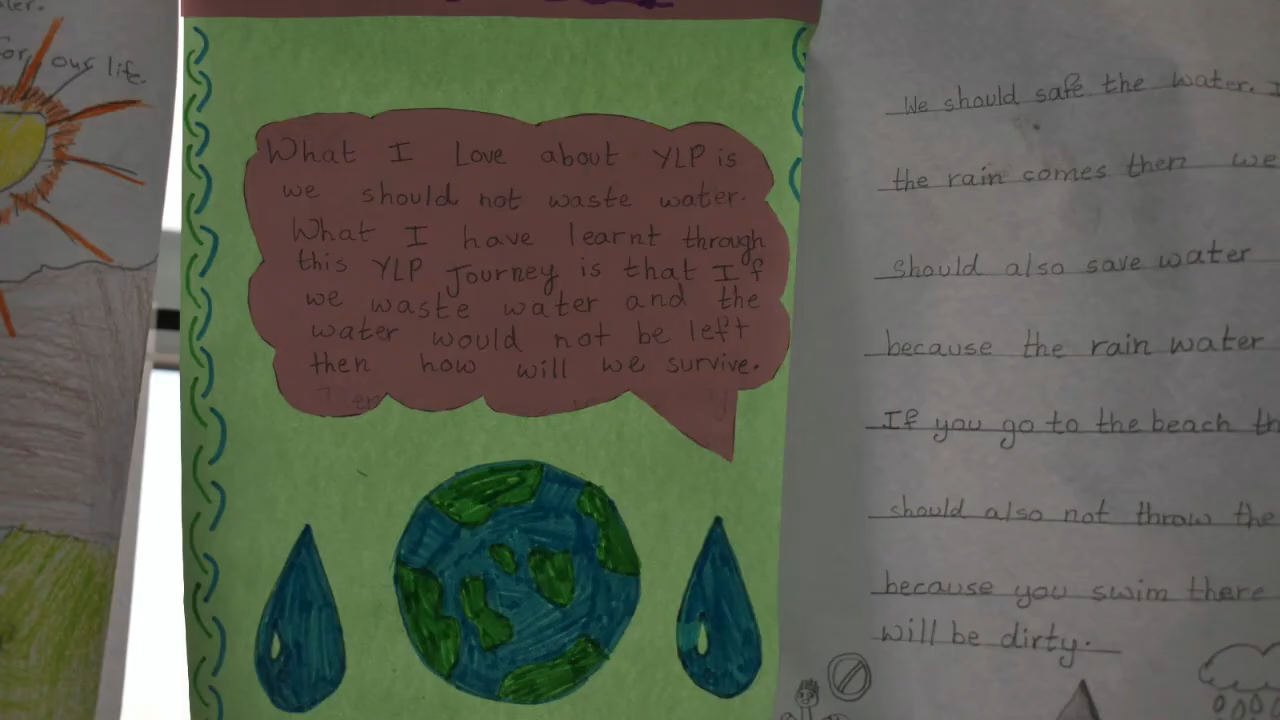 for our life.
What I Love about YLP is
we should not waste water.
What I have learnt through
this YLP Journey is that If
we waste water and the
water would not be left
then how will we survive.
We should safe the water.
the rain comes then we
should also save water
because the rain water
If you go to the beach
should also not throw the
because you swim there
will be dirty.